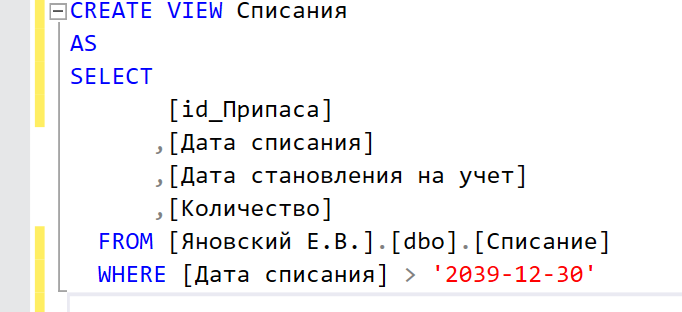 CREATE VIEW Списания
AS
SELECT
[id_Припаса]
,[Дата списания]
,[Дата становления на учет]
,[Количество]
FROM [Яновский Е.В.].[dbo].[Списание]
WHERE [Дата списания] > '2039-12-30'